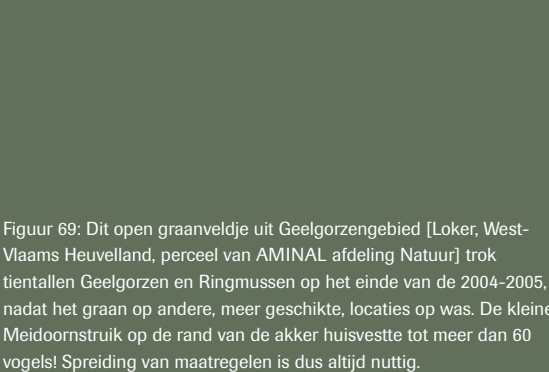 Figuur 69: Dit open graanveldje uit Geelgorzengebied [Loker, West-
Vlaams Heuvelland, perceel van AMINAL afdeling Natuur] trok
tientallen Geelgorzen en Ringmussen op het einde van de 2004-2005,
nadat het graan op andere, meer geschikte, locaties op was. De kleine
Meidoornstruik op de rand van de akker huisvestte tot meer dan 60
vogels! Spreiding van maatregelen is dus altijd nuttig.